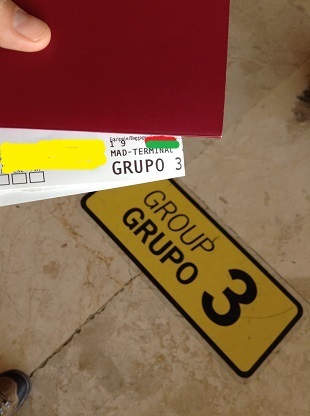 1 9
MAD-TERMINAL
GRUPO 3
GROUP
GRUPO 3